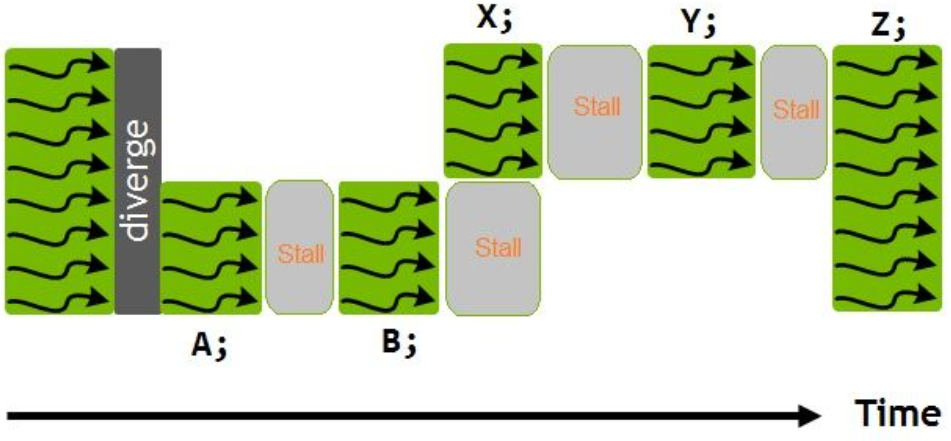 X;
Y;
Z;
diverge
Stall
Stall
Stall
Stall
A;
B;
Time